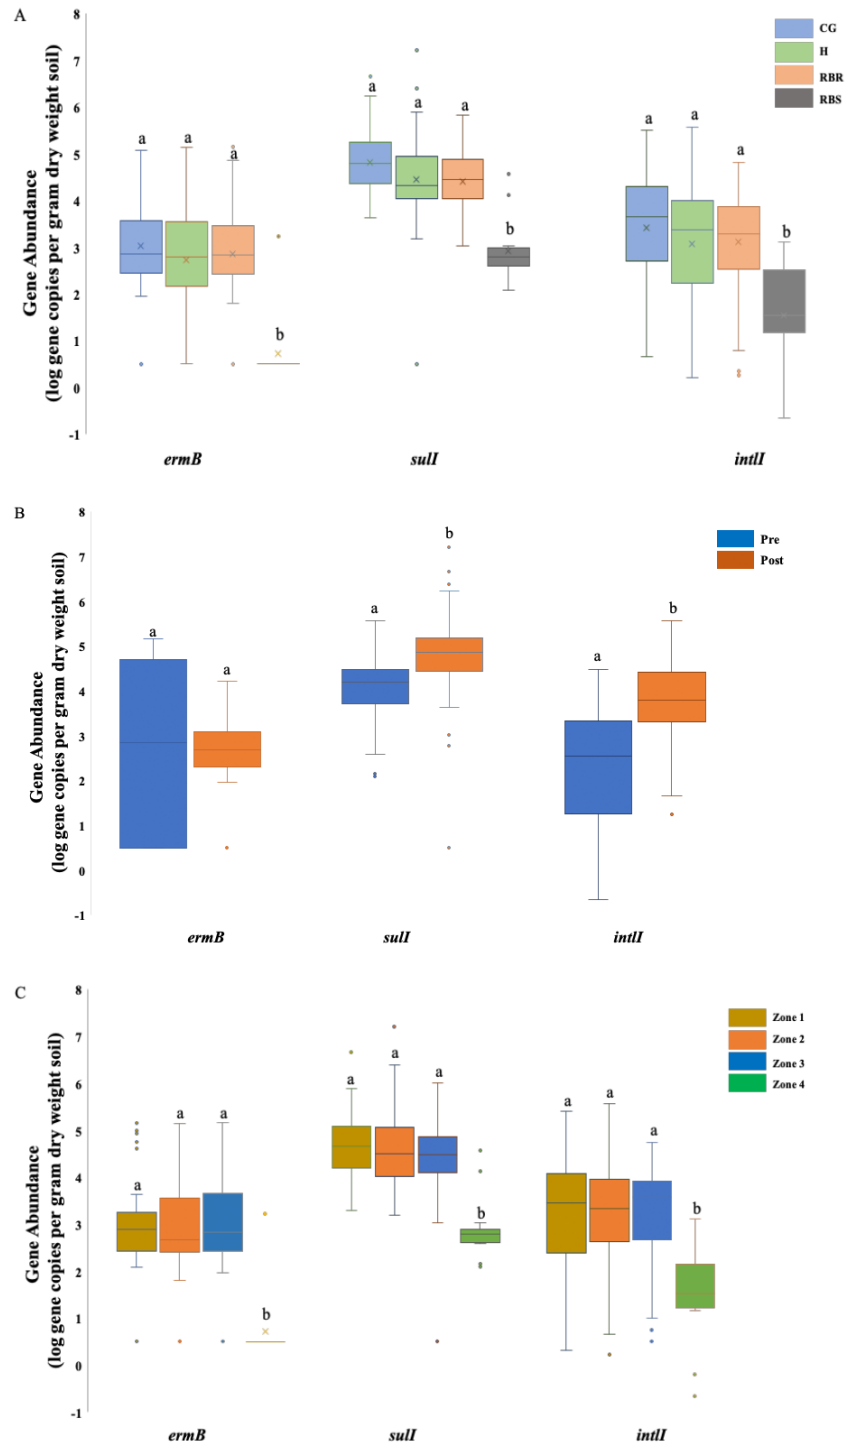 A
8
7
6
5
4
3
2
1
0
-1
Gene Abundance
(log gene copies per gram dry weight soil)
CG
H
RBR
RBS
a
a
a
b
a
a
a
b
a
a
a
b
ermB
sulI
intlI
B
8
7
6
5
4
3
2
1
0
-1
Gene Abundance
(log gene copies per gram dry weight soil)
Pre
Post
a
a
a
b
a
b
ermB
sulI
intlI
C
8
7
6
5
4
3
2
1
0
-1
Gene Abundance
(log gene copies per gram dry weight soil)
Zone 1
Zone 2
Zone 3
Zone 4
a
a
a
b
a
a
a
b
a
a
a
b
ermB
sulI
intlI